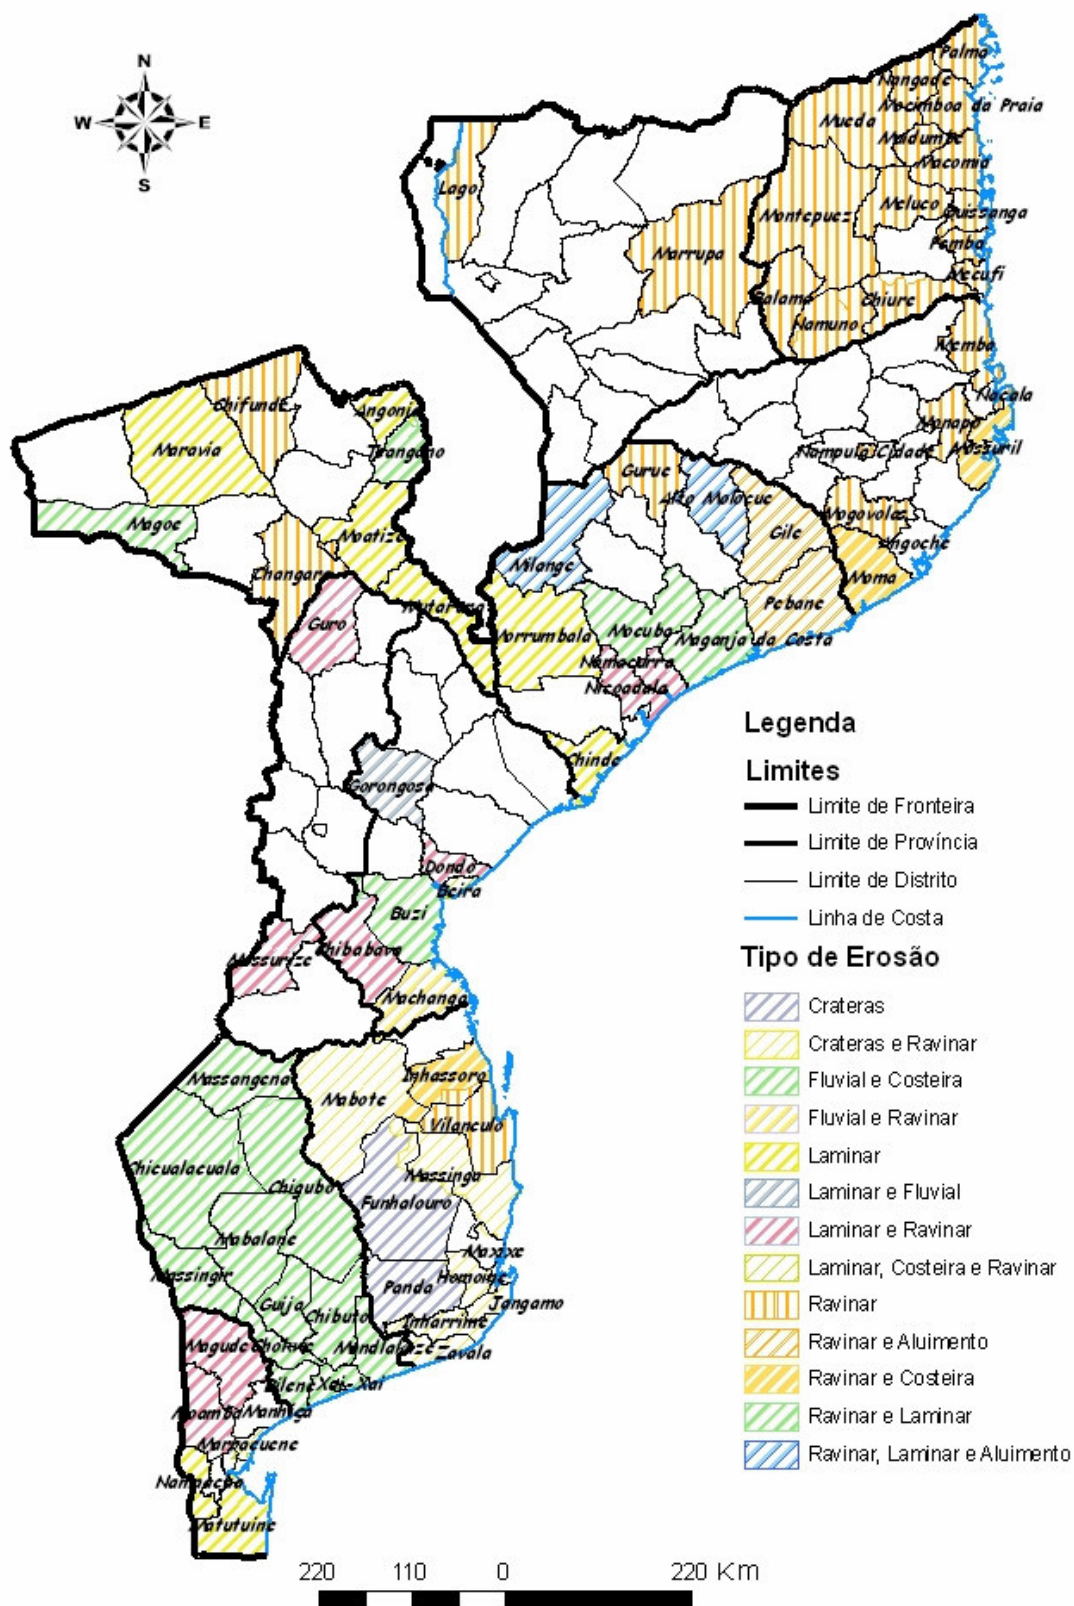 N
W E
S
Palma
Nangade
Mocimboa da Praia
Mueda
Muidumbe
Macomia
Lago
Meluco
Montepuez
Quissanga
Pemba
Marrupa
Mecufi
Balama
Chiure
Namuno
Memba
Nacala
Chifunde
Angonia
Monapo
Maravia
Tsangano
Mossuril
Nampula Cidade
Gurue
Alto Molocue
Magoe
Mogovolas
Moatize
Gile
Angoche
Milange
Changara
Moma
Mutarara
Pebane
Guro
Morrumbala
Mocuba
Maganja da Costa
Namacurra
Nicoadala
Legenda
Chinde
Limites
Gorongosa
Limite de Fronteira
Limite de Província
Dondo
Limite de Distrito
Beira
Buzi
Linha de Costa
Chibabava
Mossurize
Tipo de Erosão
Machanga
Crateras
Crateras e Ravinar
Massangena
Inhassoro
Fluvial e Costeira
Mabote
Vilanculo
Fluvial e Ravinar
Laminar
Chicualacuala
Massinga
Chigubo
Funhalouro
Laminar e Fluvial
Laminar e Ravinar
Mabalane
Maxixe
Massingir
Homoine
Laminar, Costeira e Ravinar
Panda
Guija
Jangamo
Ravinar
Chibuto
Inharrime
Magude
Chokwe
Mandlakaze
Zavala
Ravinar e Aluimento
Bilene
Xai-Xai
Ravinar e Costeira
Moamba
Manhiça
Ravinar e Laminar
Marracuene
Ravinar, Laminar e Aluimento
Namaacha
Matutuine
220 110 0 220 Km